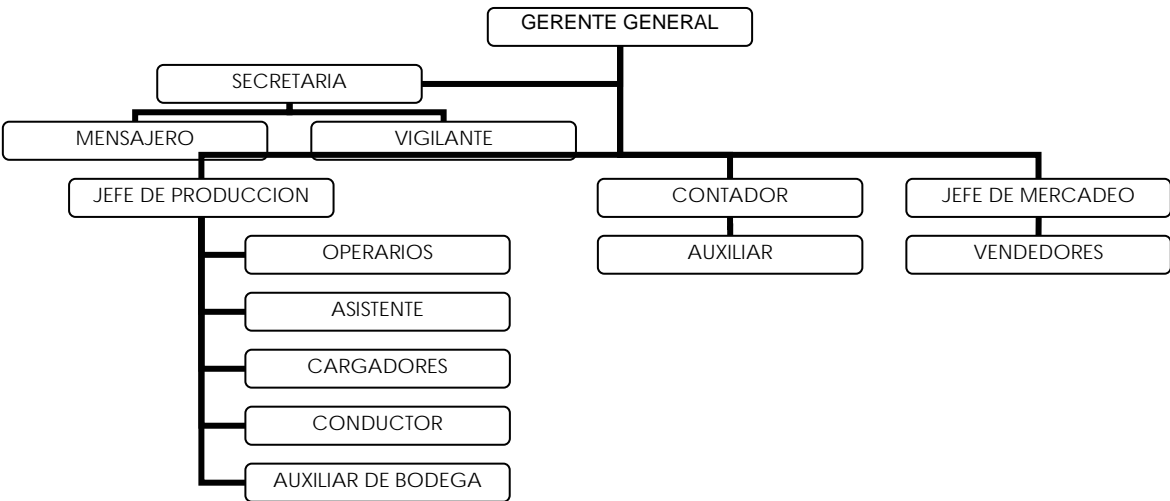 GERENTE GENERAL
SECRETARIA
MENSAJERO
VIGILANTE
JEFE DE PRODUCCION
CONTADOR
JEFE DE MERCADEO
OPERARIOS
AUXILIAR
VENDEDORES
ASISTENTE
CARGADORES
CONDUCTOR
AUXILIAR DE BODEGA